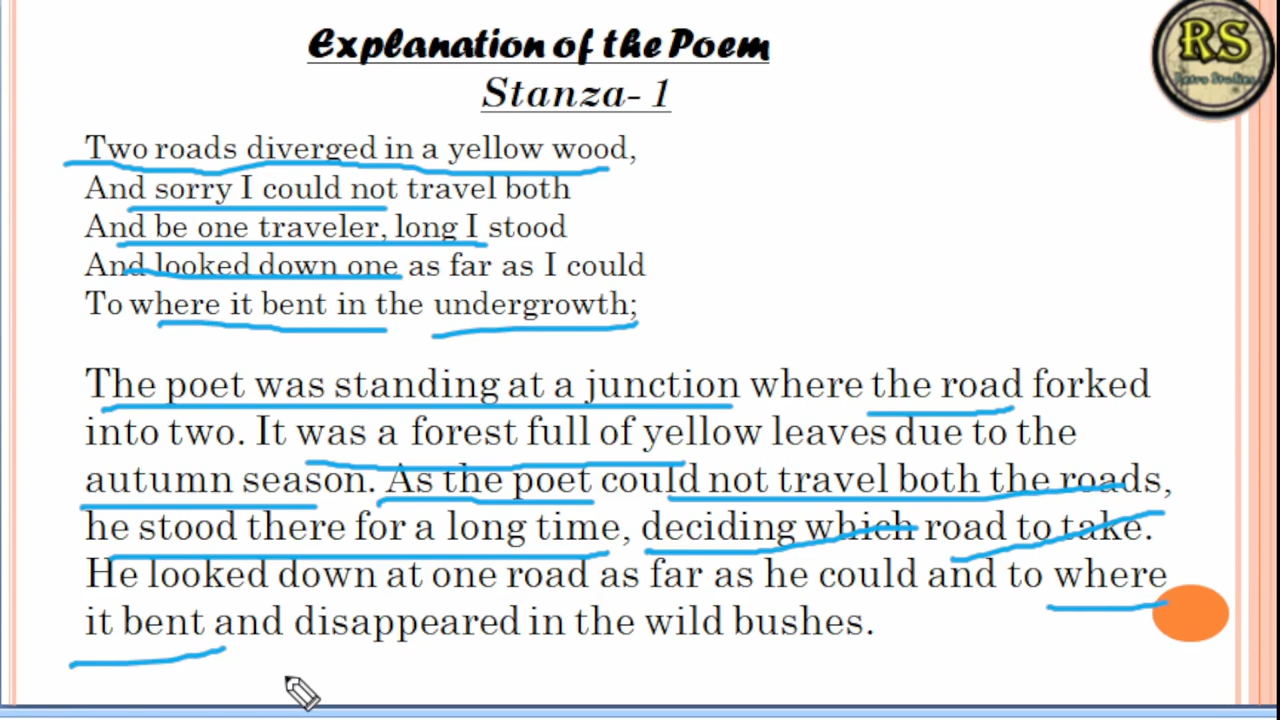 Explanation of the Poem
Stanza- 1
RS
Retro Studies
Two roads diverged in a yellow wood,
And sorry I could not travel both
And be one traveler, long I stood
And looked down one as far as I could
To where it bent in the undergrowth;
The poet was standing at a junction where the road forked
into two. It was a forest full of yellow leaves due to the
autumn season. As the poet could not travel both the roads,
he stood there for a long time, deciding which road to take.
He looked down at one road as far as he could and to where
it bent and disappeared in the wild bushes.